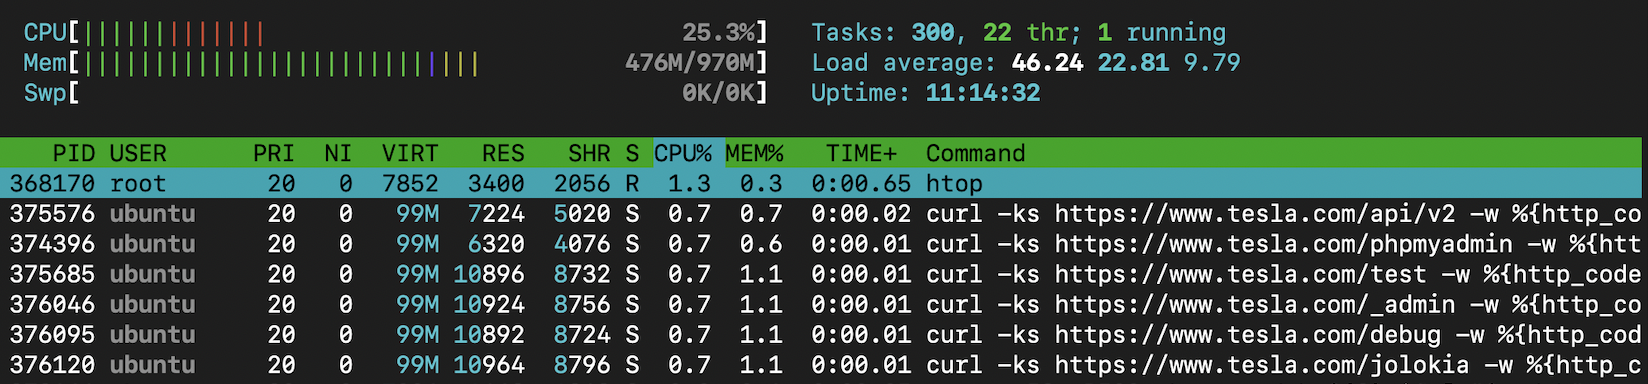 CPU[||||||||||||| 25.3%] Tasks: 300, 22 thr; 1 running
Mem[|||||||||||||||||||||||||||| 476M/970M] Load average: 46.24 22.81 9.79
Swp[ 0K/0K] Uptime: 11:14:32
PID USER PRI NI VIRT RES SHR S CPU% MEM% TIME+ Command
368170 root 20 0 7852 3400 2056 R 1.3 0.3 0:00.65 htop
375576 ubuntu 20 0 99M 7224 5020 S 0.7 0.7 0:00.02 curl -ks https://www.tesla.com/api/v2 -w %{http_co
374396 ubuntu 20 0 99M 6320 4076 S 0.7 0.6 0:00.01 curl -ks https://www.tesla.com/phpmyadmin -w %{htt
375685 ubuntu 20 0 99M 10896 8732 S 0.7 1.1 0:00.01 curl -ks https://www.tesla.com/test -w %{http_code
376046 ubuntu 20 0 99M 10924 8756 S 0.7 1.1 0:00.01 curl -ks https://www.tesla.com/_admin -w %{http_co
376095 ubuntu 20 0 99M 10892 8724 S 0.7 1.1 0:00.01 curl -ks https://www.tesla.com/debug -w %{http_cod
376120 ubuntu 20 0 99M 10964 8796 S 0.7 1.1 0:00.01 curl -ks https://www.tesla.com/jolokia -w %{http_c